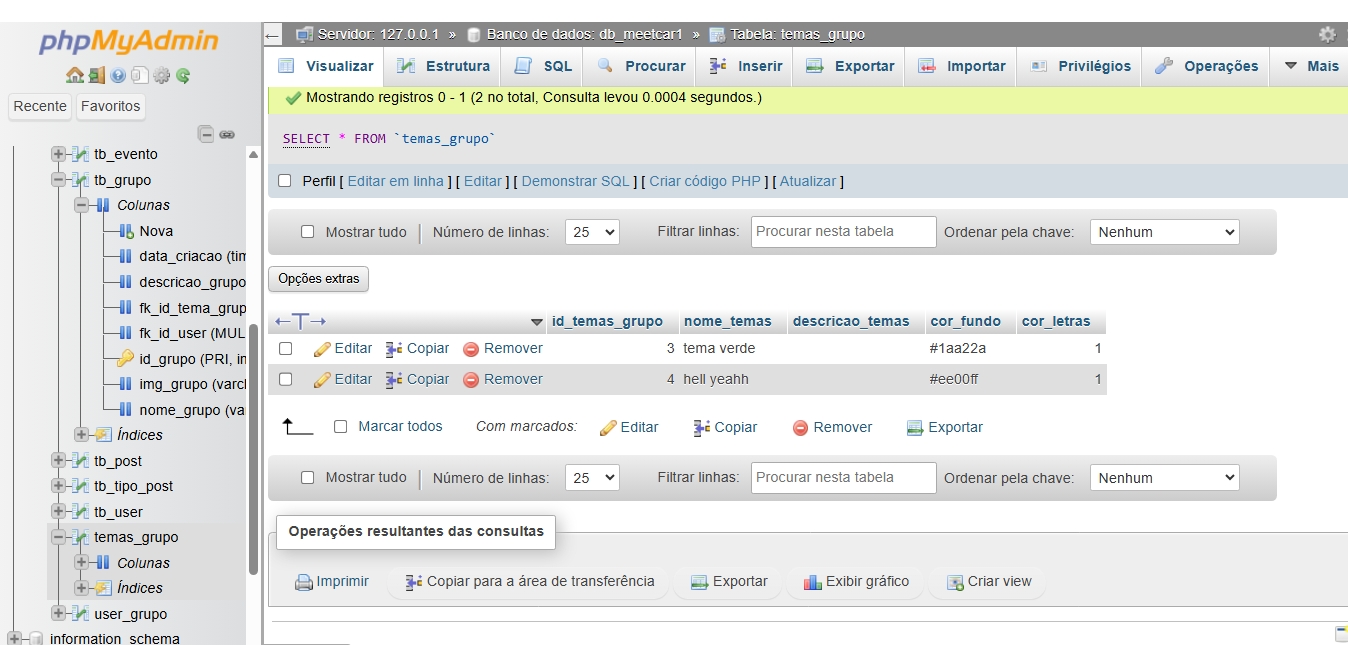 phpMyAdmin
Recente Favoritos
tb_evento
tb_grupo
Colunas
Nova
data_criacao (tim
descricao_grupo
fk_id_tema_grup
fk_id_user (MUL
id_grupo (PRI, in
img_grupo (varcl
nome_grupo (va
Índices
tb_post
tb_tipo_post
tb_user
temas_grupo
Colunas
Índices
user_grupo
information_schema
Servidor: 127.0.0.1 » Banco de dados: db_meetcar1 » Tabela: temas_grupo
Visualizar Estrutura SQL Procurar Inserir Exportar Importar Privilégios Operações Mais
Mostrando registros 0 - 1 (2 no total, Consulta levou 0.0004 segundos.)
SELECT * FROM `temas_grupo`
Perfil [ Editar em linha ] [ Editar ] [ Demonstrar SQL ] [ Criar código PHP ] [ Atualizar ]
Mostrar tudo | Número de linhas: 25 Filtrar linhas: Procurar nesta tabela Ordenar pela chave: Nenhum
Opções extras
←T→ id_temas_grupo nome_temas descricao_temas cor_fundo cor_letras
Editar Copiar Remover 3 tema verde #1aa22a 1
Editar Copiar Remover 4 hell yeahh #ee00ff 1
Marcar todos Com marcados: Editar Copiar Remover Exportar
Mostrar tudo | Número de linhas: 25 Filtrar linhas: Procurar nesta tabela Ordenar pela chave: Nenhum
Operações resultantes das consultas
Imprimir Copiar para a área de transferência Exportar Exibir gráfico Criar view